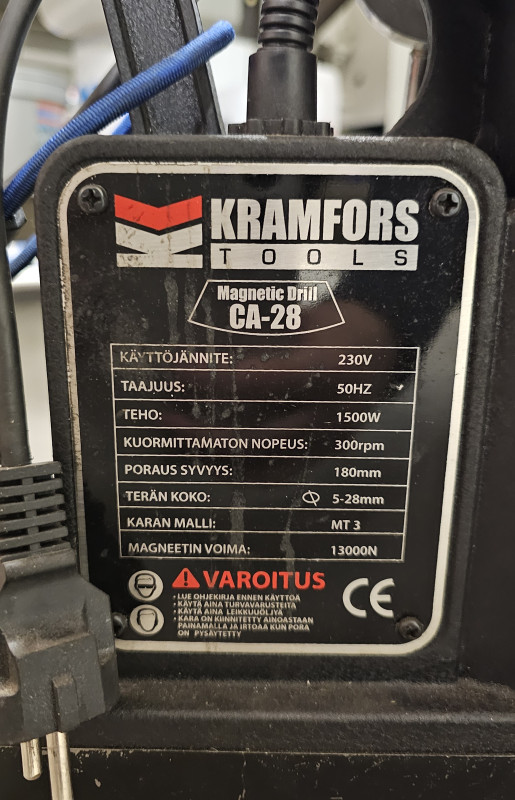 KRAMFORS
TOOLS
Magnetic Drill
CA-28
KÄYTTÖJÄNNITE: 230V
TAAJUUS: 50HZ
TEHO: 1500W
KUORMITTAMATON NOPEUS: 300rpm
PORAUS SYVYYS: 180mm
TERÄN KOKO: ⌀ 5-28mm
KARAN MALLI: MT 3
MAGNEETIN VOIMA: 13000N
VAROITUS
• LUE OHJEKIRJA ENNEN KÄYTTÖÄ
• KÄYTÄ AINA TURVAVARUSTEITA
• KÄYTÄ AINA LEIKKUUÖLJYÄ
• KARA ON KIINNITETTY AINOASTAAN
PAINAMALLA JA IRTOAA KUN PORA
ON PYSÄYTETTY
CE